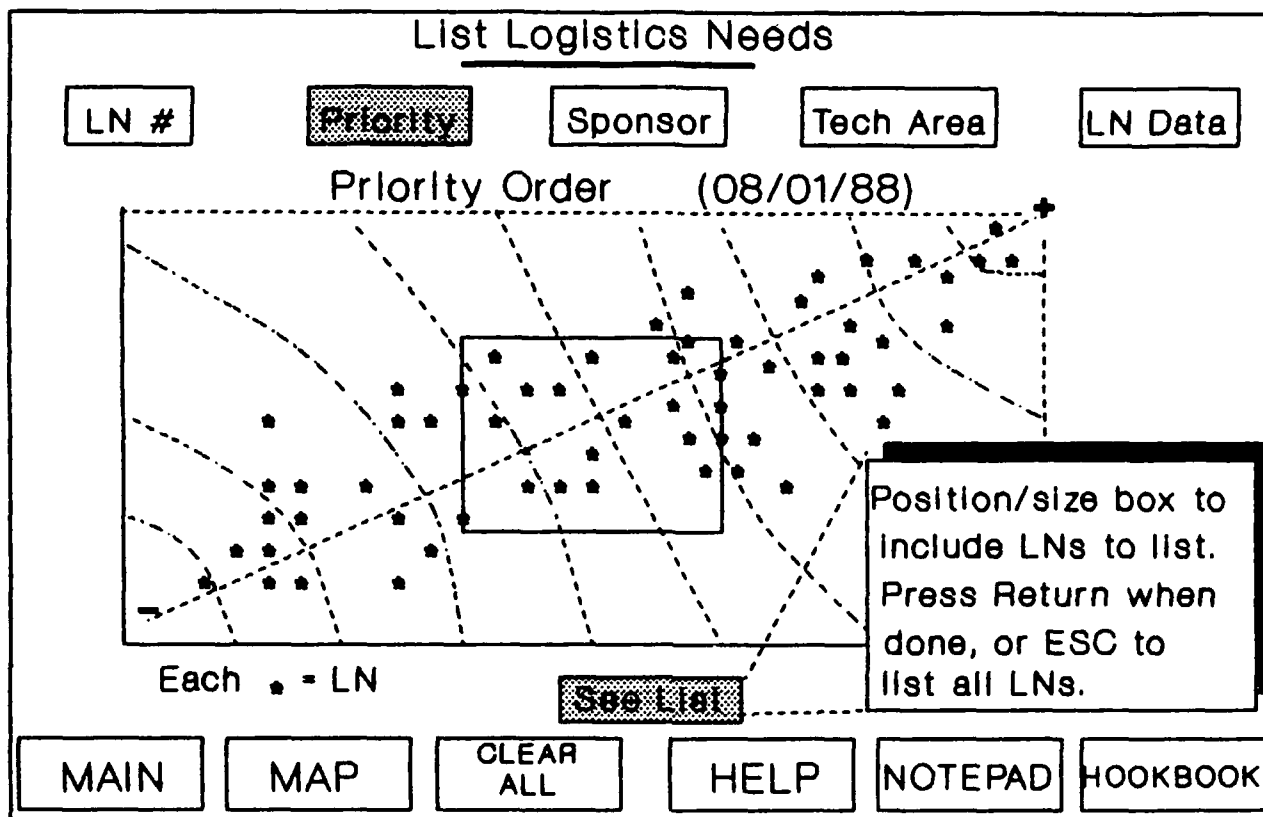 List Logistics Needs
LN #
Priority
Sponsor
Tech Area
LN Data
Priority Order (08/01/88)
+
-
Position/size box to
include LNs to list.
Press Return when
done, or ESC to
list all LNs.
Each * = LN
See List
MAIN
MAP
CLEAR
ALL
HELP
NOTEPAD
HOOKBOOK